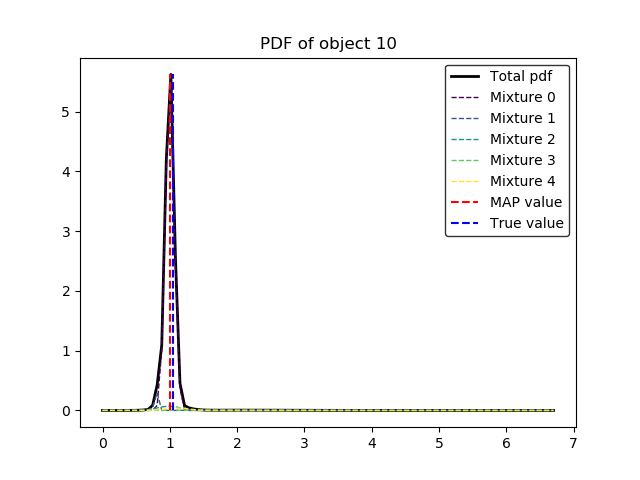 PDF of object 10
Total pdf
Mixture 0
Mixture 1
Mixture 2
Mixture 3
Mixture 4
MAP value
True value
5
4
3
2
1
0
0 1 2 3 4 5 6 7